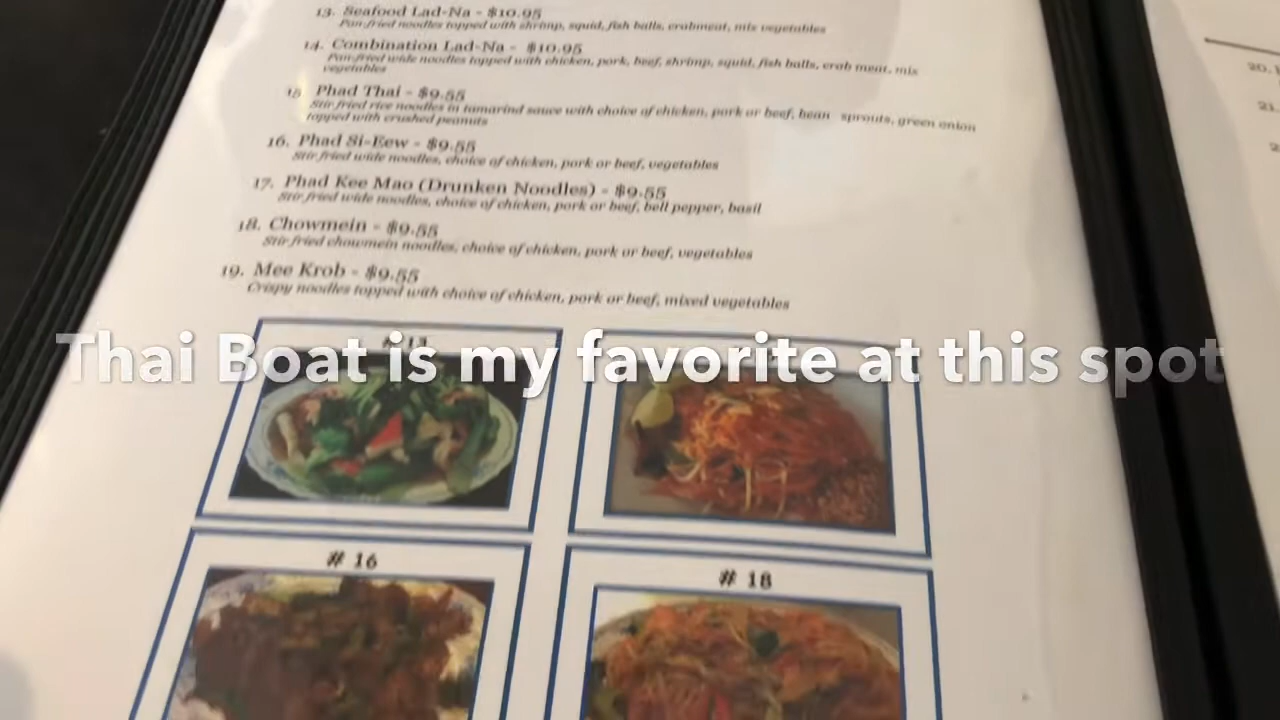 13. Seafood Lad-Na - $10.95
Pan-fried noodles topped with shrimp, squid, fish balls, crabmeat, mix vegetables
14. Combination Lad-Na - $10.95
Pan-fried wide noodles topped with chicken, pork, beef, shrimp, squid, fish balls, crab meat, mix
vegetables
15 Phad Thai - $9.55
Stir fried rice noodles in tamarind sauce with choice of chicken, pork or beef, bean sprouts, green onion
topped with crushed peanuts
16. Phad Si-Eew - $9.55
Stir fried wide noodles, choice of chicken, pork or beef, vegetables
17. Phad Kee Mao (Drunken Noodles) - $9.55
Stir fried wide noodles, choice of chicken, pork or beef, bell pepper, basil
18. Chowmein - $9.55
Stir fried chowmein noodles, choice of chicken, pork or beef, vegetables
19. Mee Krob - $9.55
Crispy noodles topped with choice of chicken, pork or beef, mixed vegetables
Thai Boat is my favorite at this spot
# 16
# 18
20.
21.